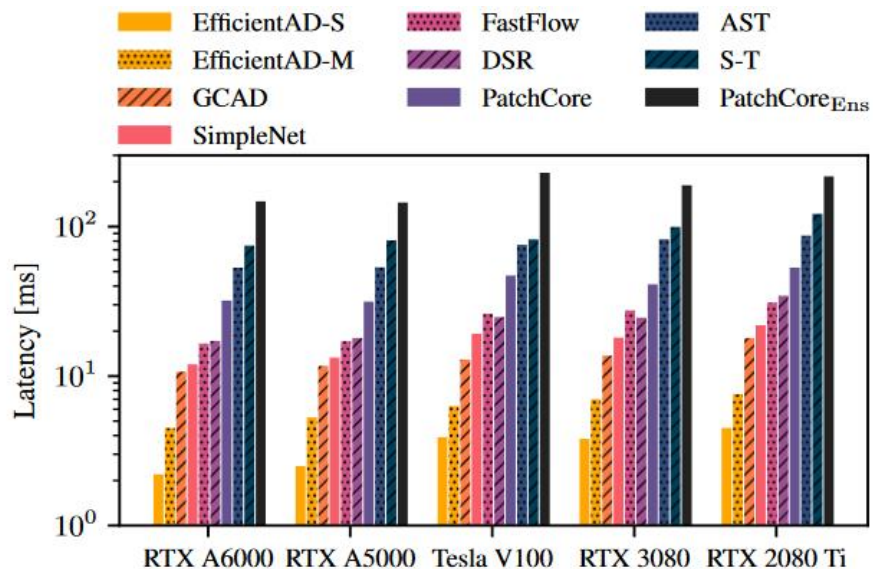 EfficientAD-S FastFlow AST
EfficientAD-M DSR S-T
GCAD PatchCore PatchCore_Ens
SimpleNet
Latency [ms]
10²
10¹
10⁰
RTX A6000 RTX A5000 Tesla V100 RTX 3080 RTX 2080 Ti